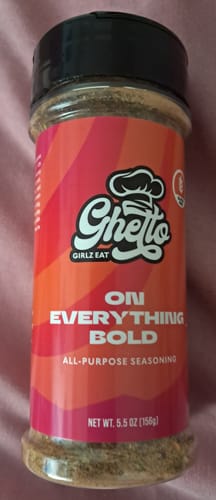 Ghetto
GIRLZ EAT
ON
EVERYTHING
BOLD
ALL-PURPOSE SEASONING
NET WT. 5.5 OZ (156g)